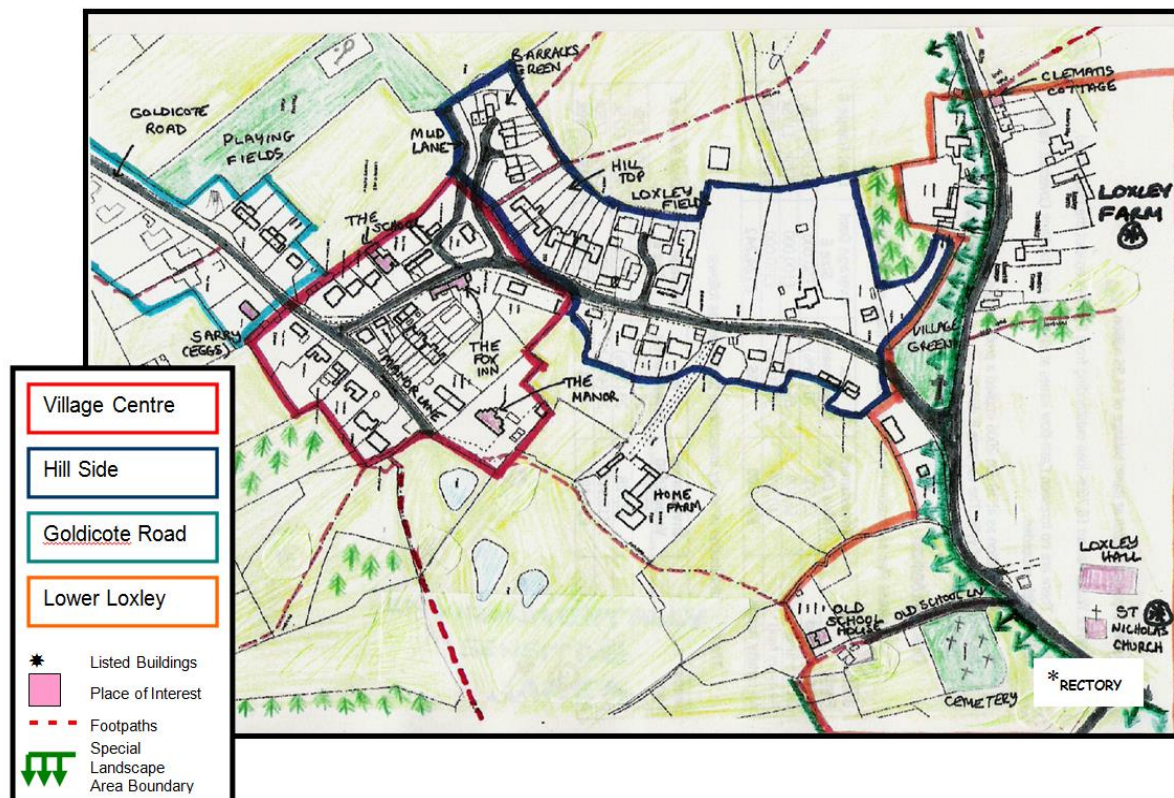 BARRACKS
GREEN
GOLDICOTE
ROAD
PLAYING
FIELDS
MUD
LANE
CLEMATIS
COTTAGE
HILL
TOP
LOXLEY
FIELDS
LOXLEY
FARM
THE
SCHOOL
SARRY
(EGGS)
VILLAGE
GREEN
THE
FOX
INN
MANOR LANE
THE
MANOR
HOME
FARM
LOXLEY
HALL
OLD
SCHOOL
HOUSE
OLD SCHOOL LN
ST
NICHOLAS
CHURCH
CEMETERY
*RECTORY
Village Centre
Hill Side
Goldicote Road
Lower Loxley
Listed Buildings
Place of Interest
Footpaths
Special
Landscape
Area Boundary